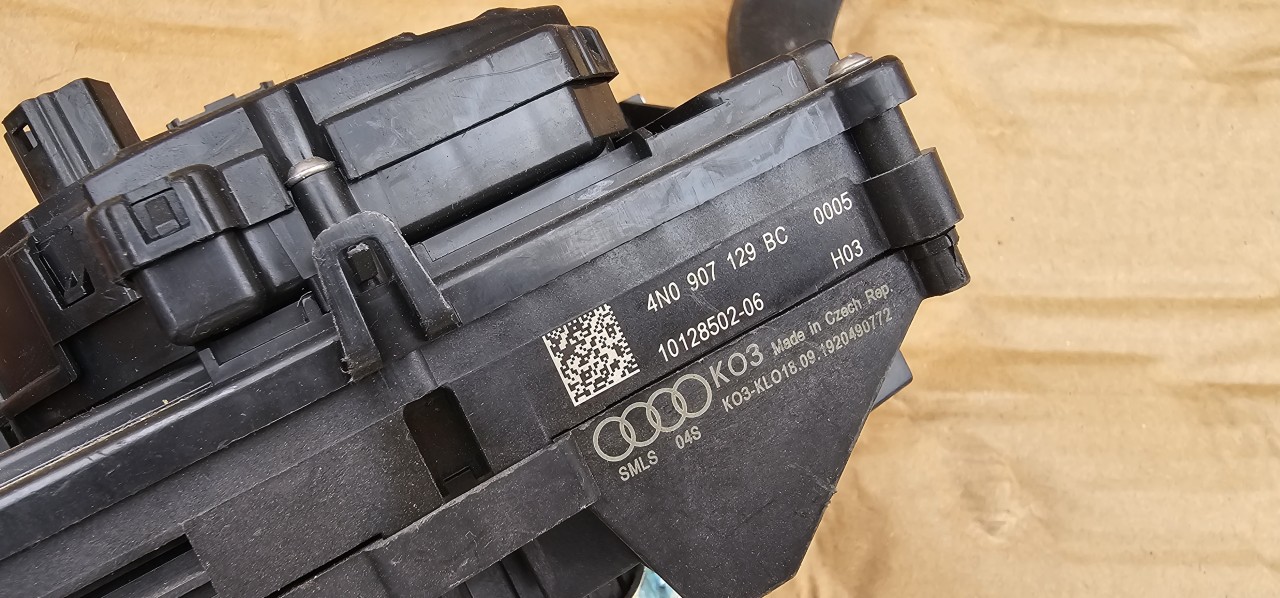 4N0 907 129 BC 0005
10128502-06 H03
KO3 Made in Czech Rep.
KO3-KLO18.09.1920490772
SMLS 04S